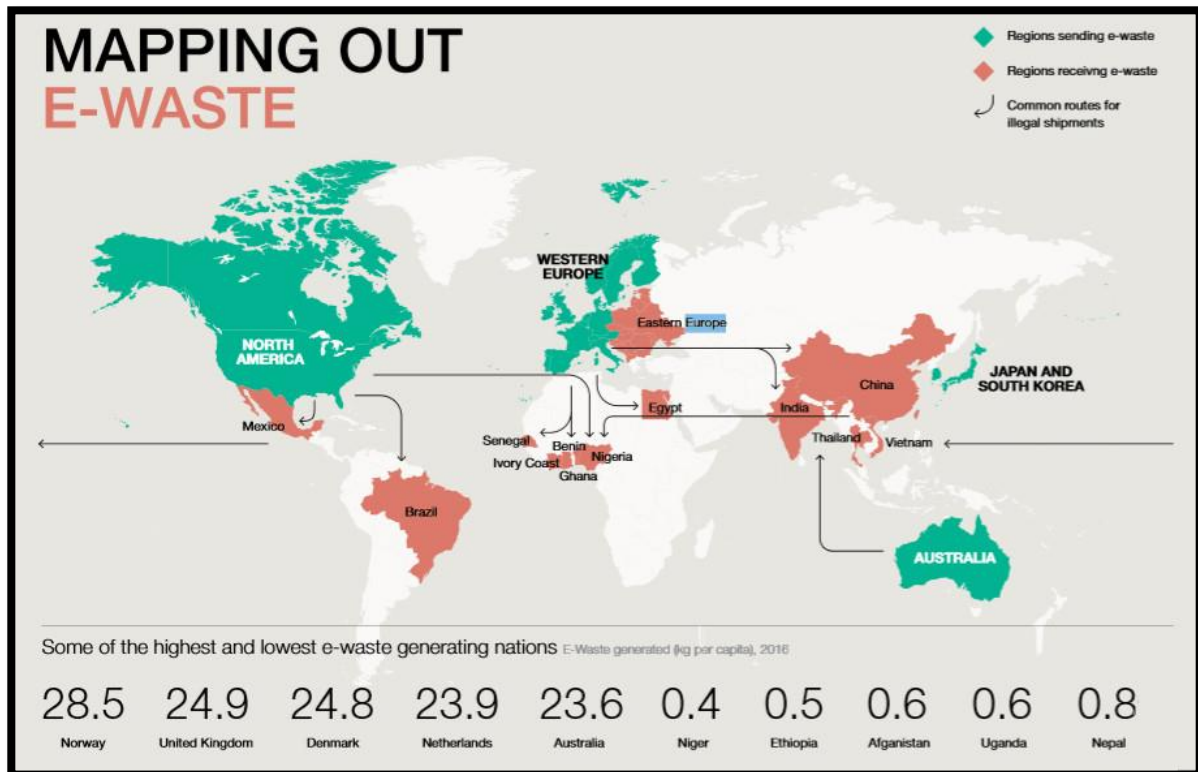 MAPPING OUT
E-WASTE
Regions sending e-waste
Regions receivng e-waste
Common routes for
illegal shipments
WESTERN
EUROPE
Eastern Europe
NORTH
AMERICA
JAPAN AND
SOUTH KOREA
China
Mexico
Egypt
India
Senegal
Benin
Nigeria
Thailand
Vietnam
Ivory Coast
Ghana
Brazil
AUSTRALIA
Some of the highest and lowest e-waste generating nations E-Waste generated (kg per capita), 2016
28.5 24.9 24.8 23.9 23.6 0.4 0.5 0.6 0.6 0.8
Norway United Kingdom Denmark Netherlands Australia Niger Ethiopia Afganistan Uganda Nepal